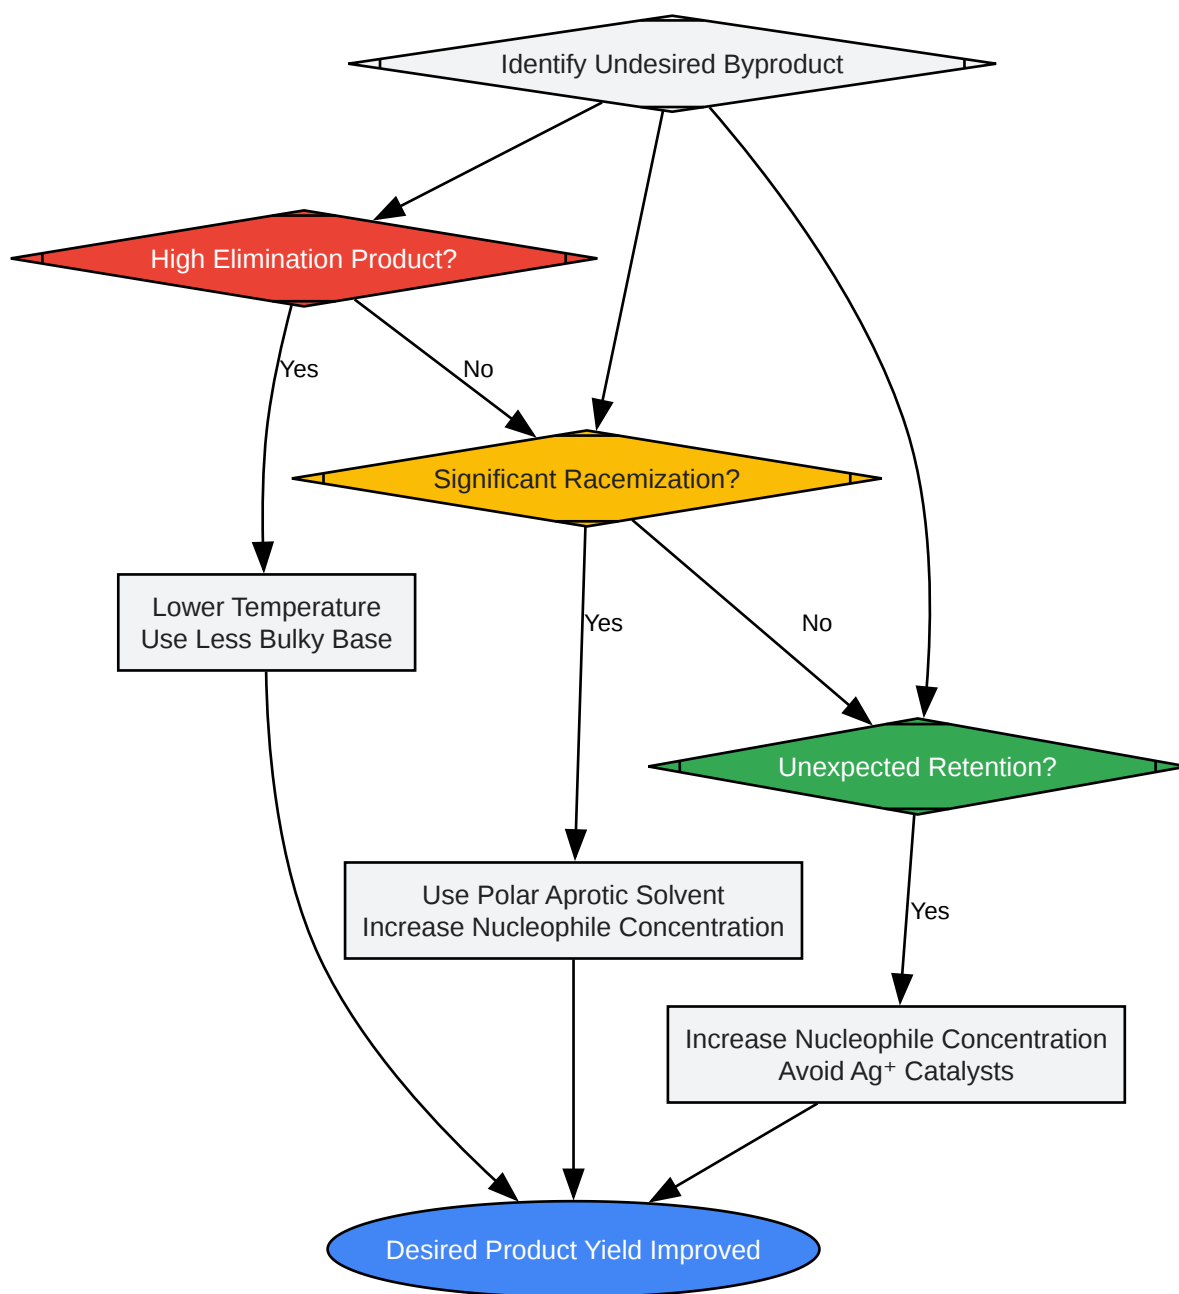 Identify Undesired Byproduct
High Elimination Product?
Yes
No
Significant Racemization?
Lower Temperature
Use Less Bulky Base
Yes
No
Unexpected Retention?
Use Polar Aprotic Solvent
Increase Nucleophile Concentration
Yes
Increase Nucleophile Concentration
Avoid Ag⁺ Catalysts
Desired Product Yield Improved